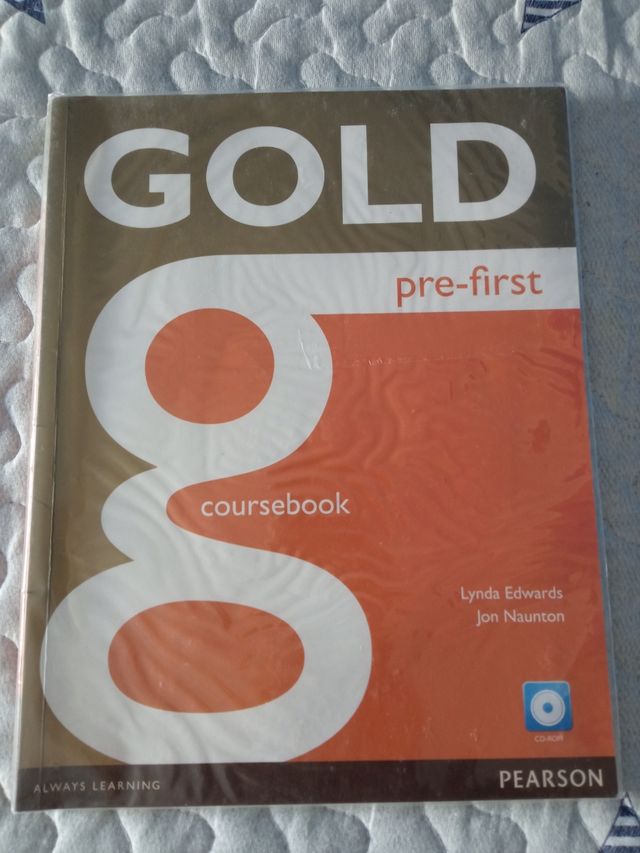 GOLD
pre-first
coursebook
Lynda Edwards
Jon Naunton
CD-ROM
ALWAYS LEARNING
PEARSON